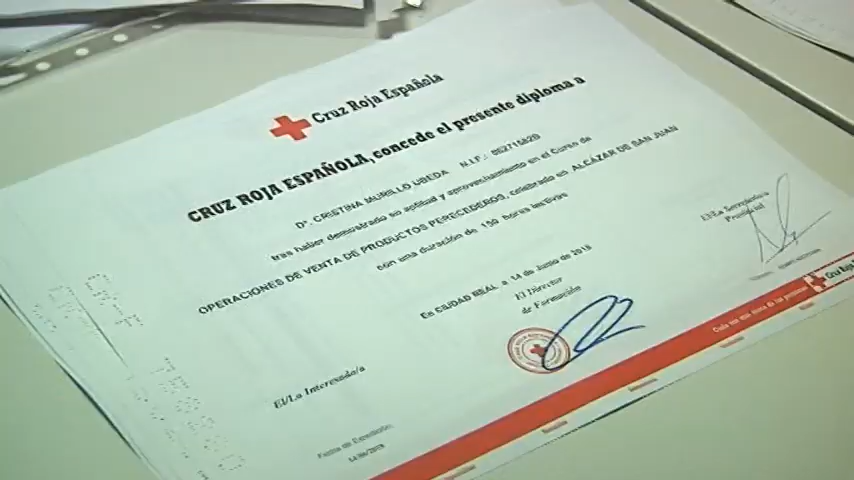 Cruz Roja Española
CRUZ ROJA ESPAÑOLA, concede el presente diploma a
Dª. CRISTINA MURILLO UBEDA N.I.F.:
tras haber demostrado su aptitud y aprovechamiento en el Curso de
OPERACIONES DE VENTA DE PRODUCTOS PERECEDEROS, celebrado en ALCÁZAR DE SAN JUAN
con una duración de 150 horas lectivas
En CIUDAD REAL a 14 de Junio de 2019
El Director
de Formación
El/La Secretario/a
Provincial
El/La Interesado/a
Fecha de Expedición
Cruz Roja